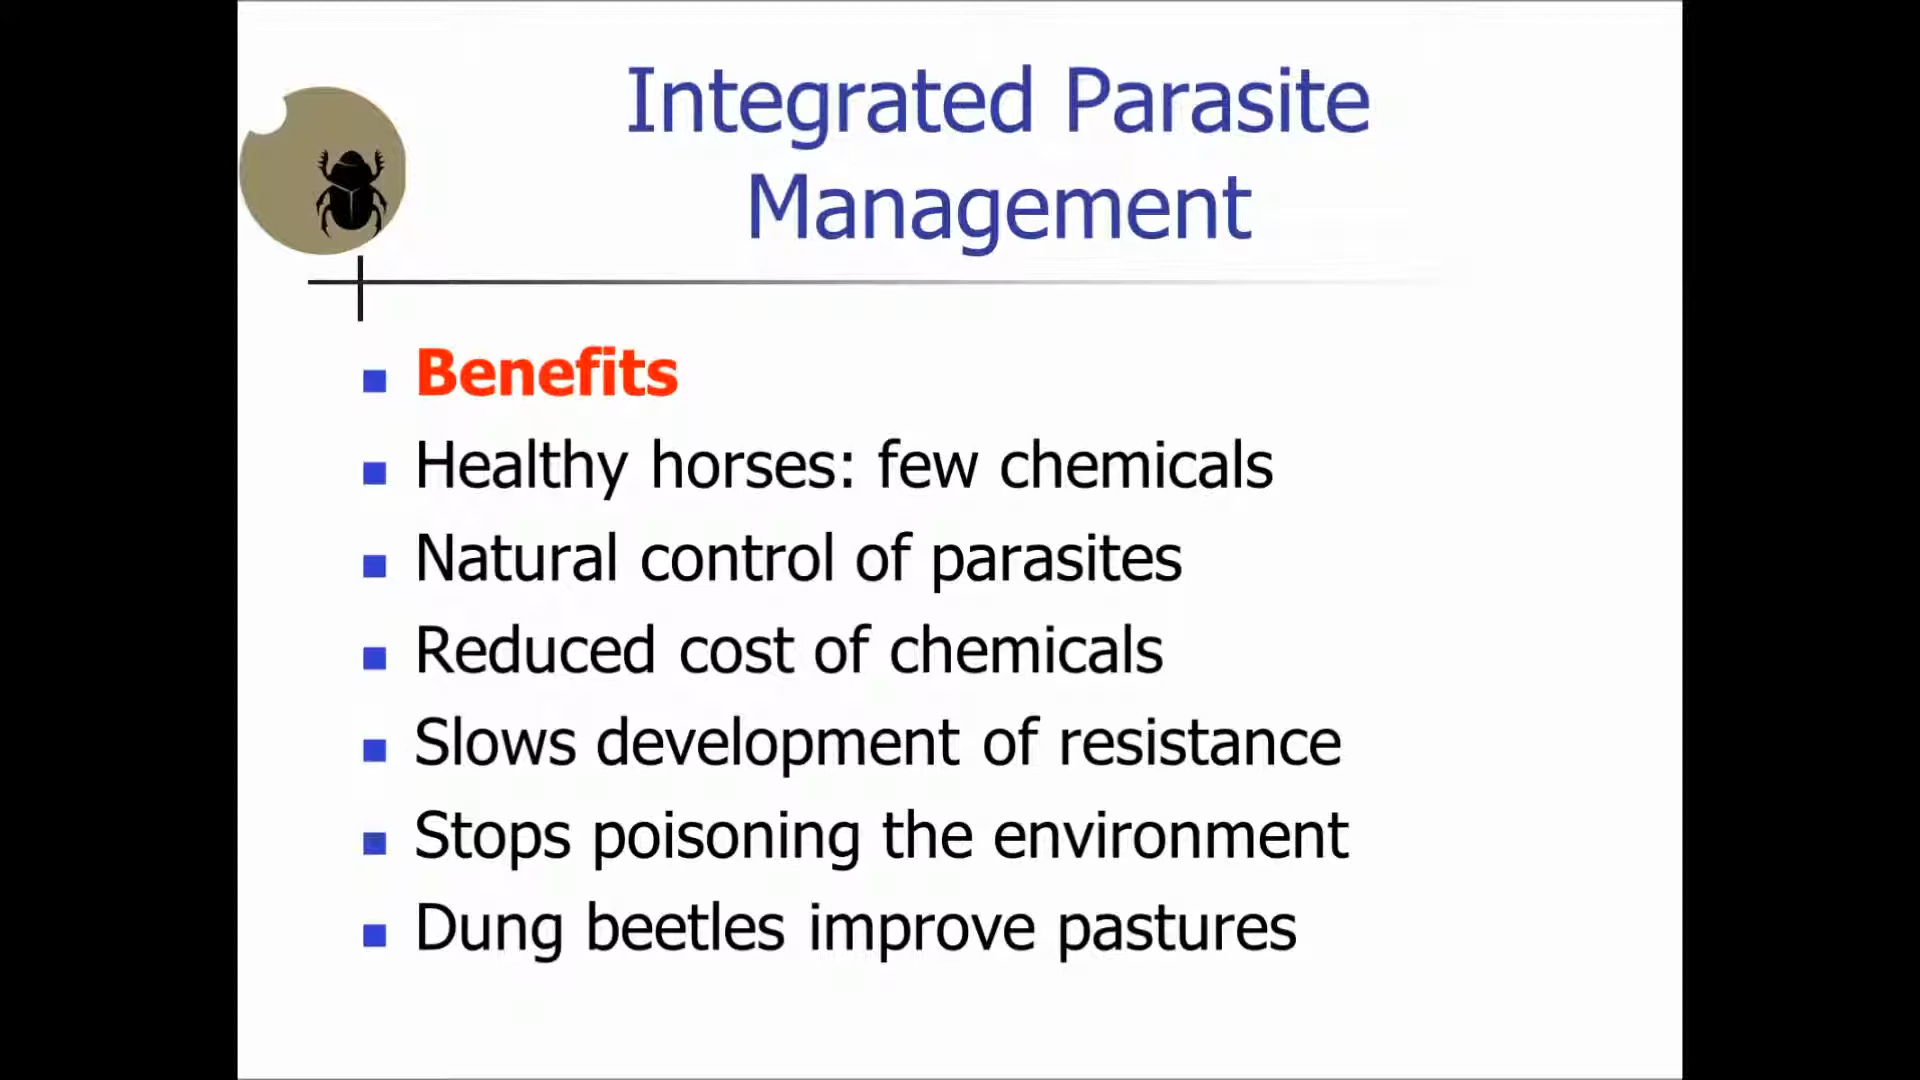 Integrated Parasite
Management
Benefits
Healthy horses: few chemicals
Natural control of parasites
Reduced cost of chemicals
Slows development of resistance
Stops poisoning the environment
Dung beetles improve pastures